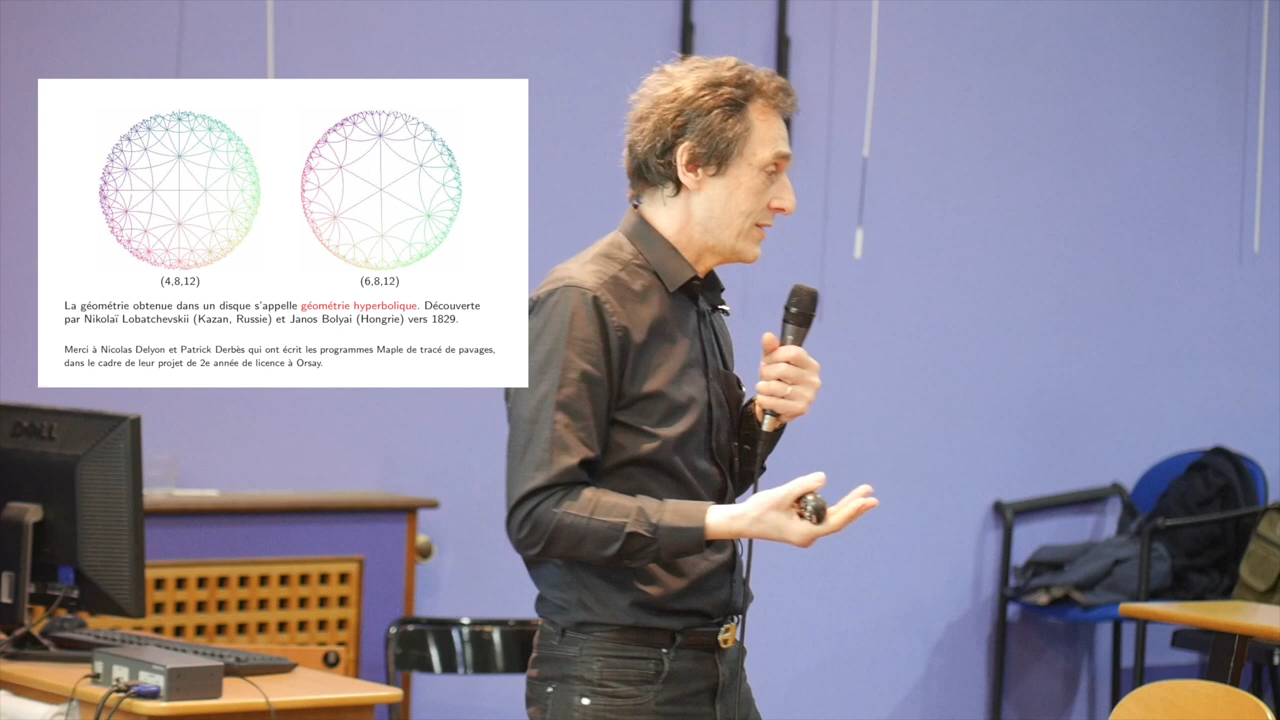 (4,8,12)
(6,8,12)
La géométrie obtenue dans un disque s'appelle géométrie hyperbolique. Découverte
par Nikolaï Lobatchevskii (Kazan, Russie) et Janos Bolyai (Hongrie) vers 1829.
Merci à Nicolas Delyon et Patrick Derbès qui ont écrit les programmes Maple de tracé de pavages,
dans le cadre de leur projet de 2e année de licence à Orsay.
DELL